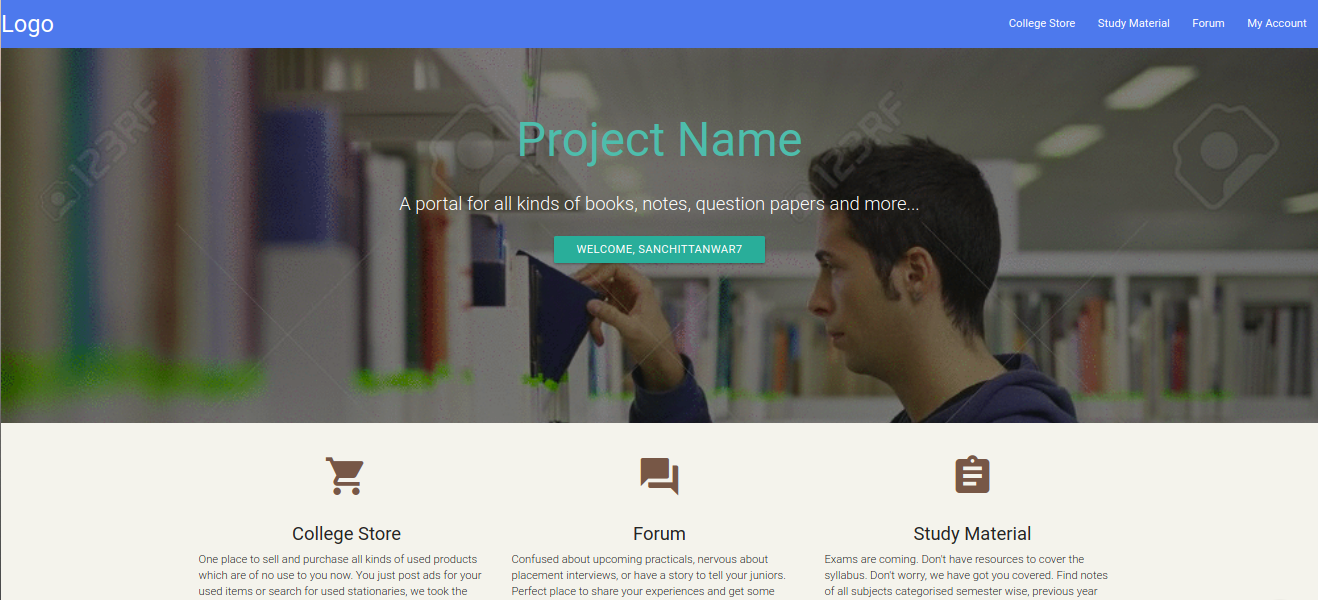 Logo
College Store Study Material Forum My Account
123RF
123RF
Project Name
A portal for all kinds of books, notes, question papers and more...
WELCOME, SANCHITTANWAR7
College Store
One place to sell and purchase all kinds of used products
which are of no use to you now. You just post ads for your
used items or search for used stationaries, we took the
Forum
Confused about upcoming practicals, nervous about
placement interviews, or have a story to tell your juniors.
Perfect place to share your experiences and get some
Study Material
Exams are coming. Don't have resources to cover the
syllabus. Don't worry, we have got you covered. Find notes
of all subjects categorised semester wise, previous year